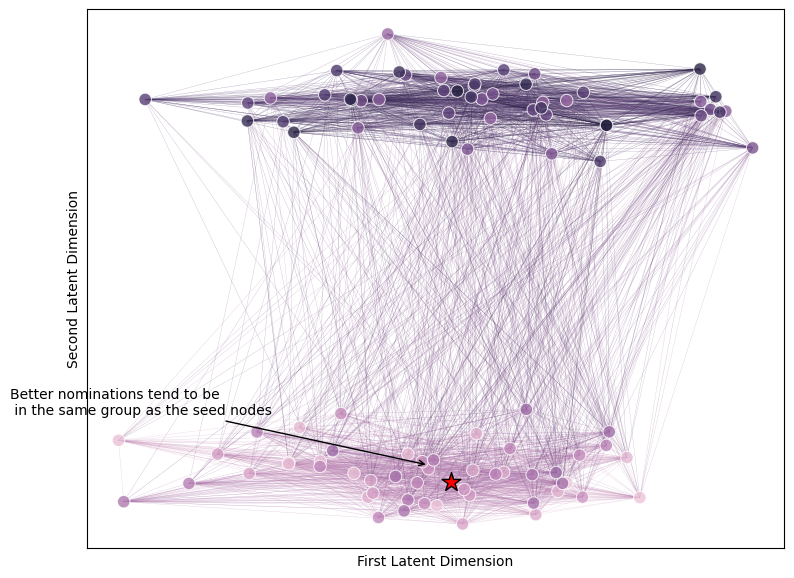 Second Latent Dimension
Better nominations tend to be
in the same group as the seed nodes
First Latent Dimension